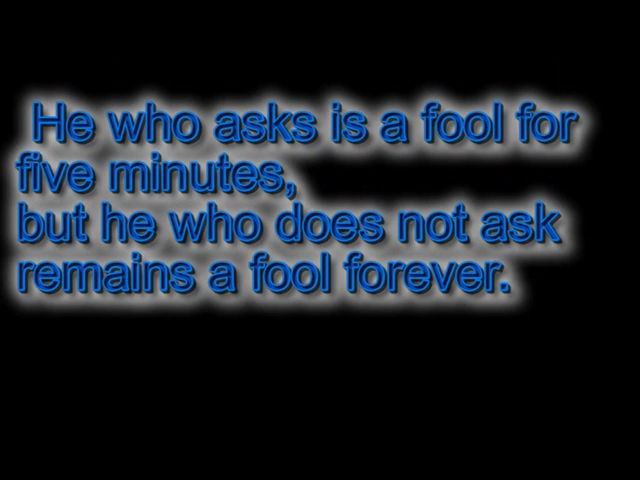 He who asks is a fool for
five minutes,
but he who does not ask
remains a fool forever.